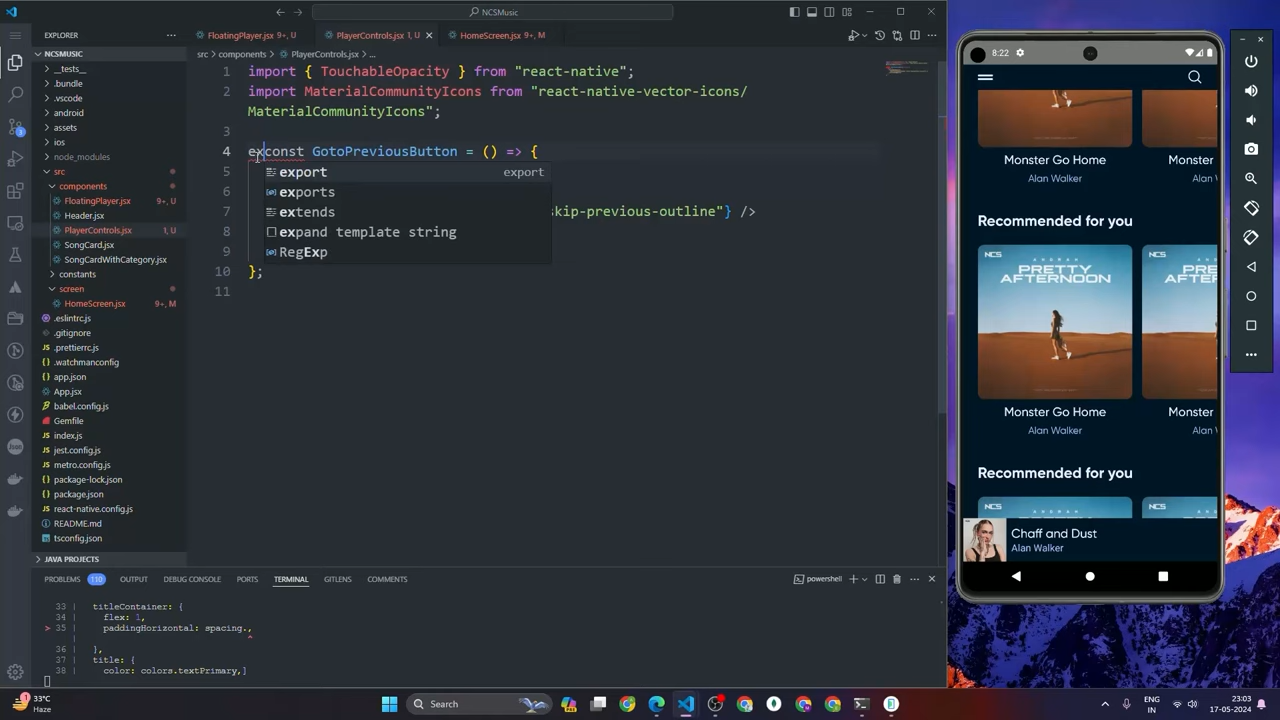 NCSMusic
EXPLORER
NCSMUSIC
__tests__
.bundle
.vscode
android
assets
ios
node_modules
src
components
FloatingPlayer.jsx 9+, U
Header.jsx
PlayerControls.jsx 1, U
SongCard.jsx
SongCardWithCategory.jsx
constants
screen
HomeScreen.jsx 9+, M
.eslintrc.js
.gitignore
.prettierrc.js
.watchmanconfig
app.json
App.jsx
babel.config.js
Gemfile
index.js
jest.config.js
metro.config.js
package-lock.json
package.json
react-native.config.js
README.md
tsconfig.json
JAVA PROJECTS
FloatingPlayer.jsx 9+, U
PlayerControls.jsx 1, U
HomeScreen.jsx 9+, M
src > components > PlayerControls.jsx > ...
1 import { TouchableOpacity } from "react-native";
2 import MaterialCommunityIcons from "react-native-vector-icons/
MaterialCommunityIcons";
3
4 exconst GotoPreviousButton = () => {
5
6
7 kip-previous-outline"} />
8
9
10 };
11
export export
exports
extends
expand template string
RegExp
PROBLEMS 110 OUTPUT DEBUG CONSOLE PORTS TERMINAL GITLENS COMMENTS
powershell
33 | titleContainer: {
34 | flex: 1,
> 35 | paddingHorizontal: spacing.,
| ^
36 | },
37 | title: {
38 | color: colors.textPrimary,]
8:22
Monster Go Home
Monster
Alan Walker
Alan W
Recommended for you
NCS
ANDRAH
PRETTY
AFTERNOON
NCS
PRE
AFTER
Monster Go Home
Monster
Alan Walker
Alan W
Recommended for you
NCS
NCS
Chaff and Dust
Alan Walker
33°C
Haze
Search
ENG
IN
23:03
17-05-2024